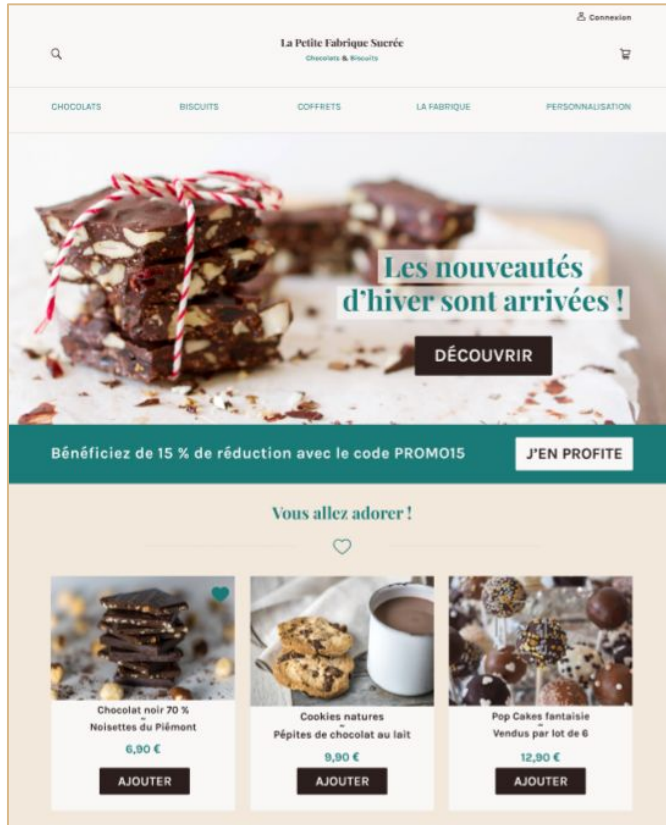 Connexion
La Petite Fabrique Sucrée
Chocolats & Biscuits
CHOCOLATS BISCUITS COFFRETS LA FABRIQUE PERSONNALISATION
Les nouveautés
d'hiver sont arrivées !
DÉCOUVRIR
Bénéficiez de 15 % de réduction avec le code PROMO15
J'EN PROFITE
Vous allez adorer !
Chocolat noir 70 %
~
Noisettes du Piémont
6,90 €
AJOUTER
Cookies natures
~
Pépites de chocolat au lait
9,90 €
AJOUTER
Pop Cakes fantaisie
~
Vendus par lot de 6
12,90 €
AJOUTER